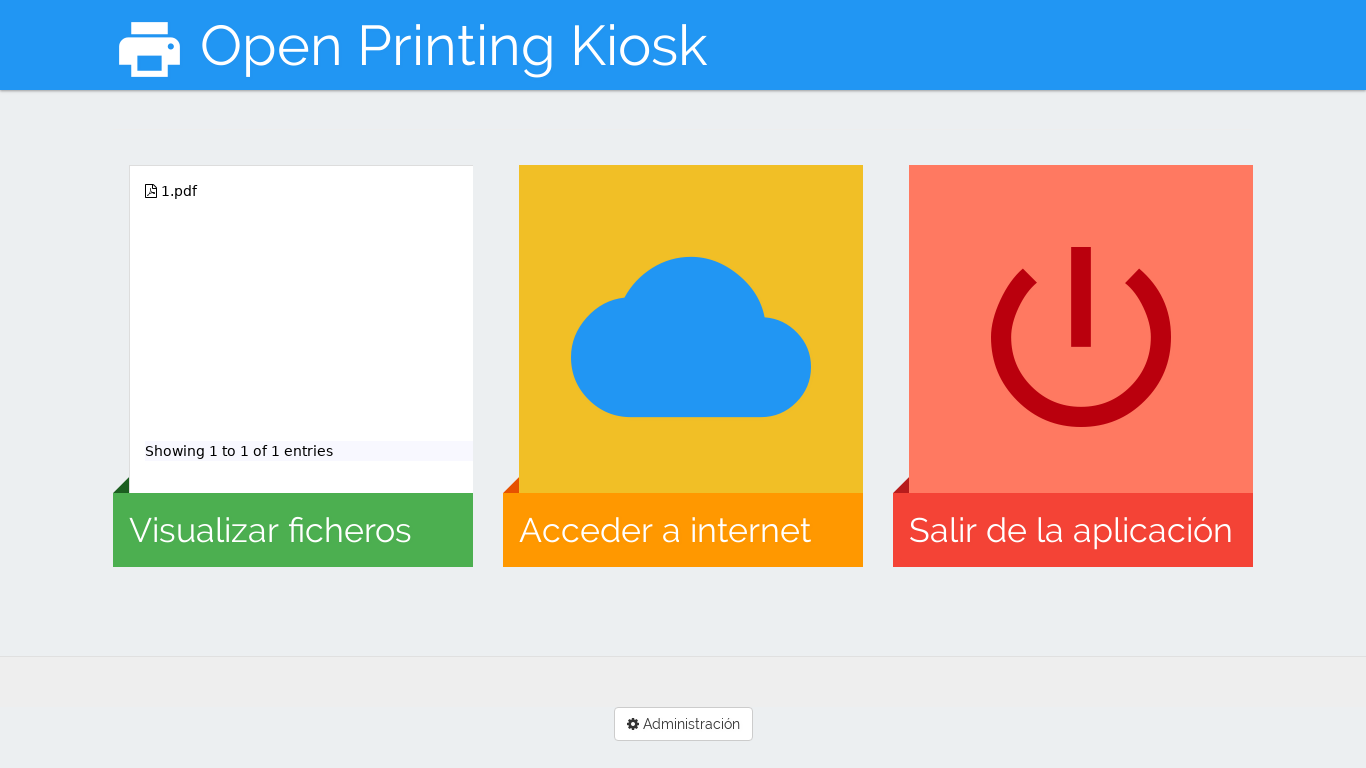 Open Printing Kiosk
1.pdf
Showing 1 to 1 of 1 entries
Visualizar ficheros
Acceder a internet
Salir de la aplicación
Administración